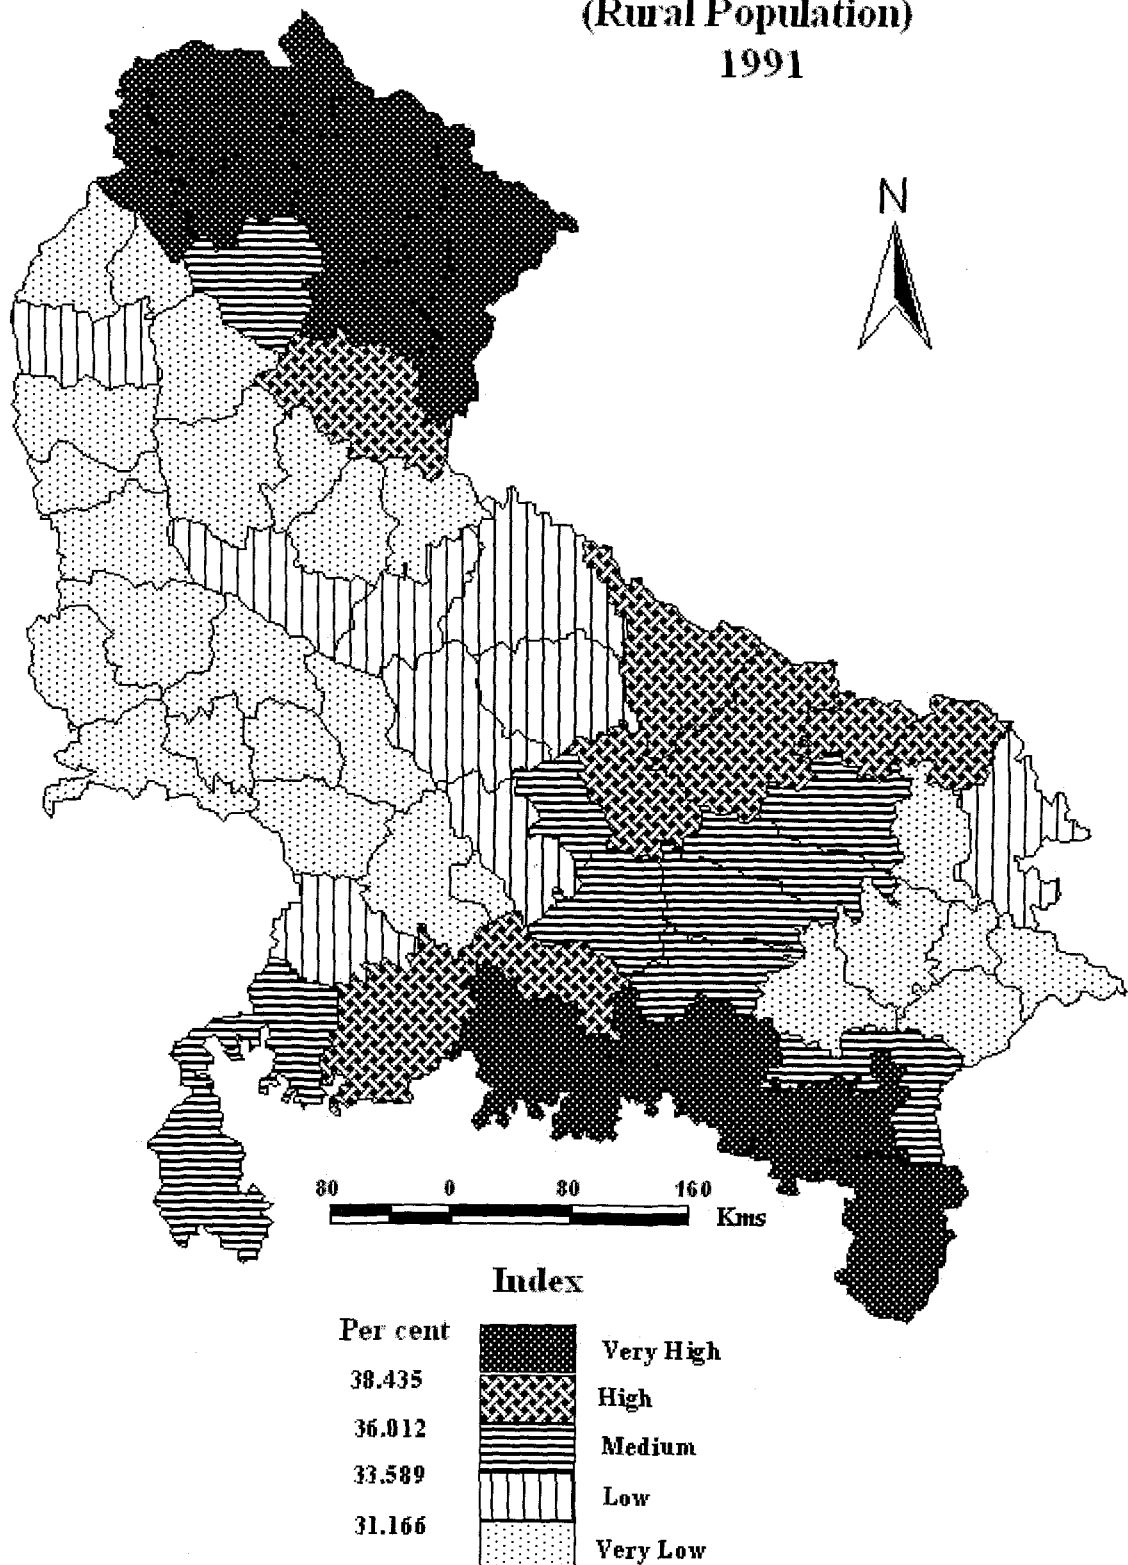 (Rural Population)
1991
N
80 0 80 160
Kms
Index
Per cent
Very High
38.435
High
36.012
Medium
33.589
Low
31.166
Very Low